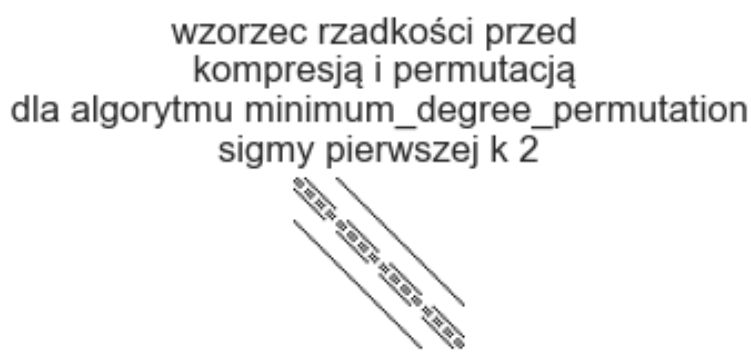 wzorzec rzadkości przed
kompresją i permutacją
dla algorytmu minimum_degree_permutation
sigmy pierwszej k 2